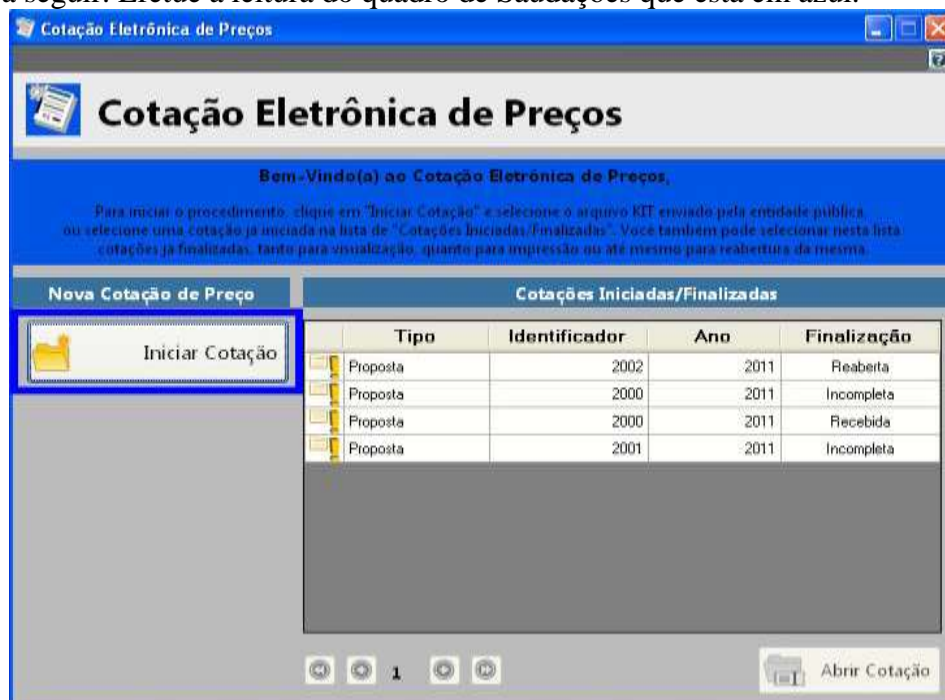 a seguir. Efetue a leitura do quadro de Saudações que está em azul.
Cotação Eletrônica de Preços
Cotação Eletrônica de Preços
Bem-Vindo(a) ao Cotação Eletrônica de Preços,
Para iniciar o procedimento, clique em "Iniciar Cotação" e selecione o arquivo KIT enviado pela entidade pública,
ou selecione uma cotação já iniciada na lista de "Cotações Iniciadas/Finalizadas". Você também pode selecionar nesta lista
cotações já finalizadas, tanto para visualização, quanto para impressão ou até mesmo para reabertura da mesma.
Nova Cotação de Preço
Cotações Iniciadas/Finalizadas
Iniciar Cotação
Tipo Identificador Ano Finalização
Proposta 2002 2011 Reaberta
Proposta 2000 2011 Incompleta
Proposta 2000 2011 Recebida
Proposta 2001 2011 Incompleta
1
Abrir Cotação